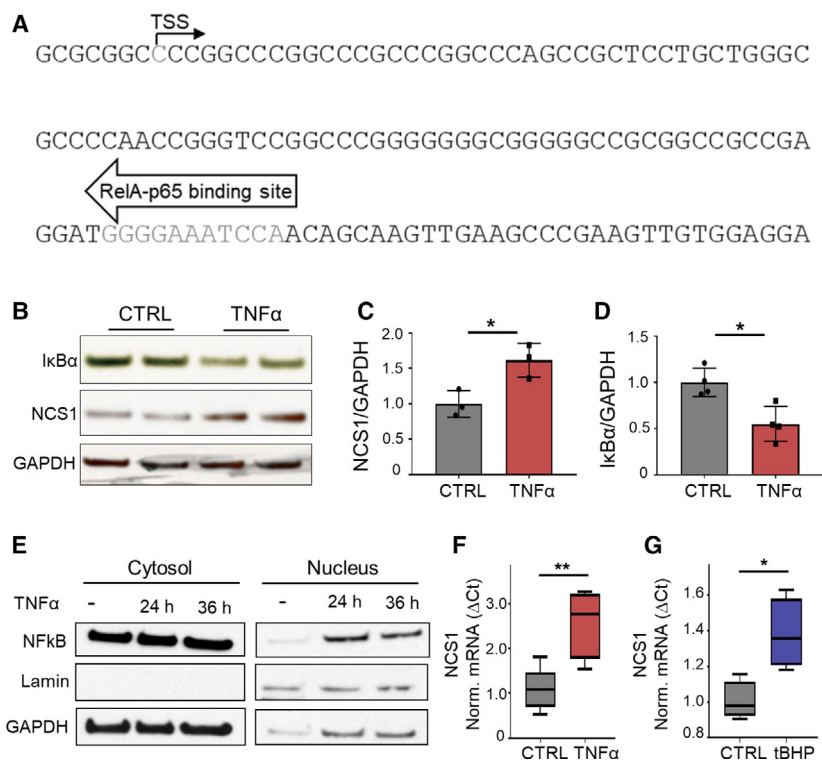 A
TSS
GCGCGGCCCCGGCCCGGCCCGCCCGGCCCAGCCGCTCCTGCTGGGC
GCCCCAACCGGGTCCGGCCCGGGGGGGCGGGGGCCGCGGCCGCCGA
RelA-p65 binding site
GGATGGGGAAATCCAACAGCAAGTTGAAGCCCGAAGTTGTGGAGGA
B
CTRL TNFα
IκBα
NCS1
GAPDH
C
*
NCS1/GAPDH
2.0
1.5
1.0
0.5
0
CTRL TNFα
D
*
IκBα/GAPDH
1.5
1.0
0.5
0
CTRL TNFα
E
Cytosol Nucleus
TNFα - 24 h 36 h - 24 h 36 h
NFkB
Lamin
GAPDH
F
**
NCS1
Norm. mRNA (ΔCt)
3.0
2.0
1.0
0
CTRL TNFα
G
*
NCS1
Norm. mRNA (ΔCt)
1.6
1.4
1.2
1.0
0.8
CTRL tBHP